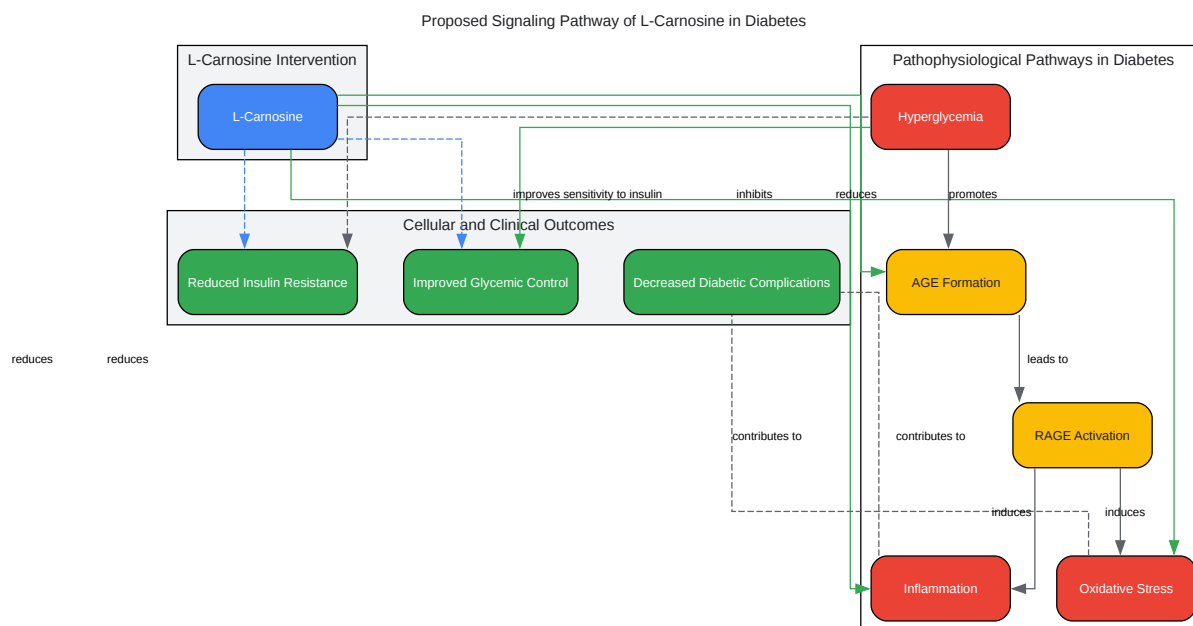 Proposed Signaling Pathway of L-Carnosine in Diabetes
L-Carnosine Intervention
Pathophysiological Pathways in Diabetes
L-Carnosine
Hyperglycemia
improves sensitivity to insulin
inhibits
reduces
promotes
Cellular and Clinical Outcomes
Reduced Insulin Resistance
Improved Glycemic Control
Decreased Diabetic Complications
AGE Formation
reduces
reduces
leads to
contributes to
contributes to
RAGE Activation
induces
induces
Inflammation
Oxidative Stress